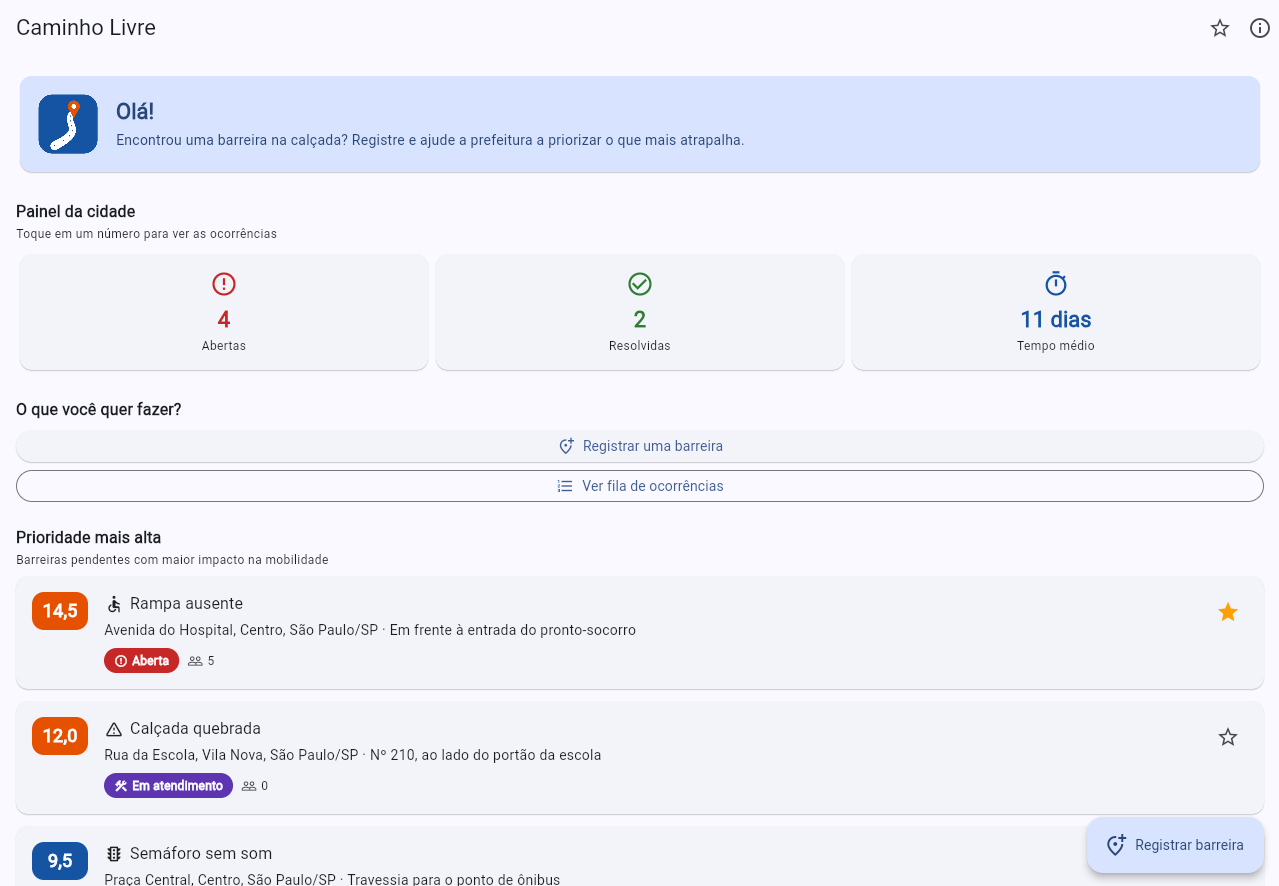 Caminho Livre
Olá!
Encontrou uma barreira na calçada? Registre e ajude a prefeitura a priorizar o que mais atrapalha.
Painel da cidade
Toque em um número para ver as ocorrências
4
Abertas
2
Resolvidas
11 dias
Tempo médio
O que você quer fazer?
Registrar uma barreira
Ver fila de ocorrências
Prioridade mais alta
Barreiras pendentes com maior impacto na mobilidade
14,5
Rampa ausente
Avenida do Hospital, Centro, São Paulo/SP · Em frente à entrada do pronto-socorro
Aberta 5
12,0
Calçada quebrada
Rua da Escola, Vila Nova, São Paulo/SP · Nº 210, ao lado do portão da escola
Em atendimento 0
9,5
Semáforo sem som
Praça Central, Centro, São Paulo/SP · Travessia para o ponto de ônibus
Registrar barreira